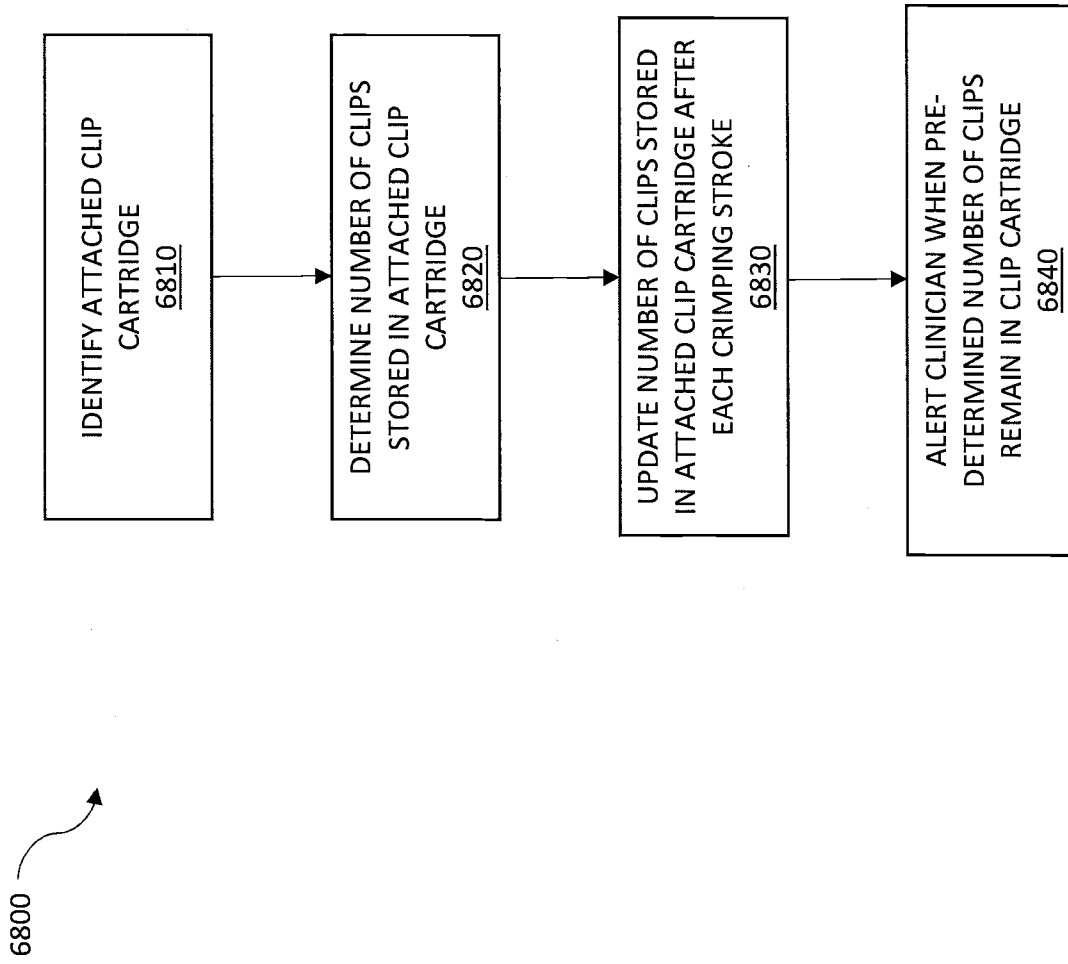 6800
IDENTIFY ATTACHED CLIP
CARTRIDGE
6810
DETERMINE NUMBER OF CLIPS
STORED IN ATTACHED CLIP
CARTRIDGE
6820
UPDATE NUMBER OF CLIPS STORED
IN ATTACHED CLIP CARTRIDGE AFTER
EACH CRIMPING STROKE
6830
ALERT CLINICIAN WHEN PRE-
DETERMINED NUMBER OF CLIPS
REMAIN IN CLIP CARTRIDGE
6840